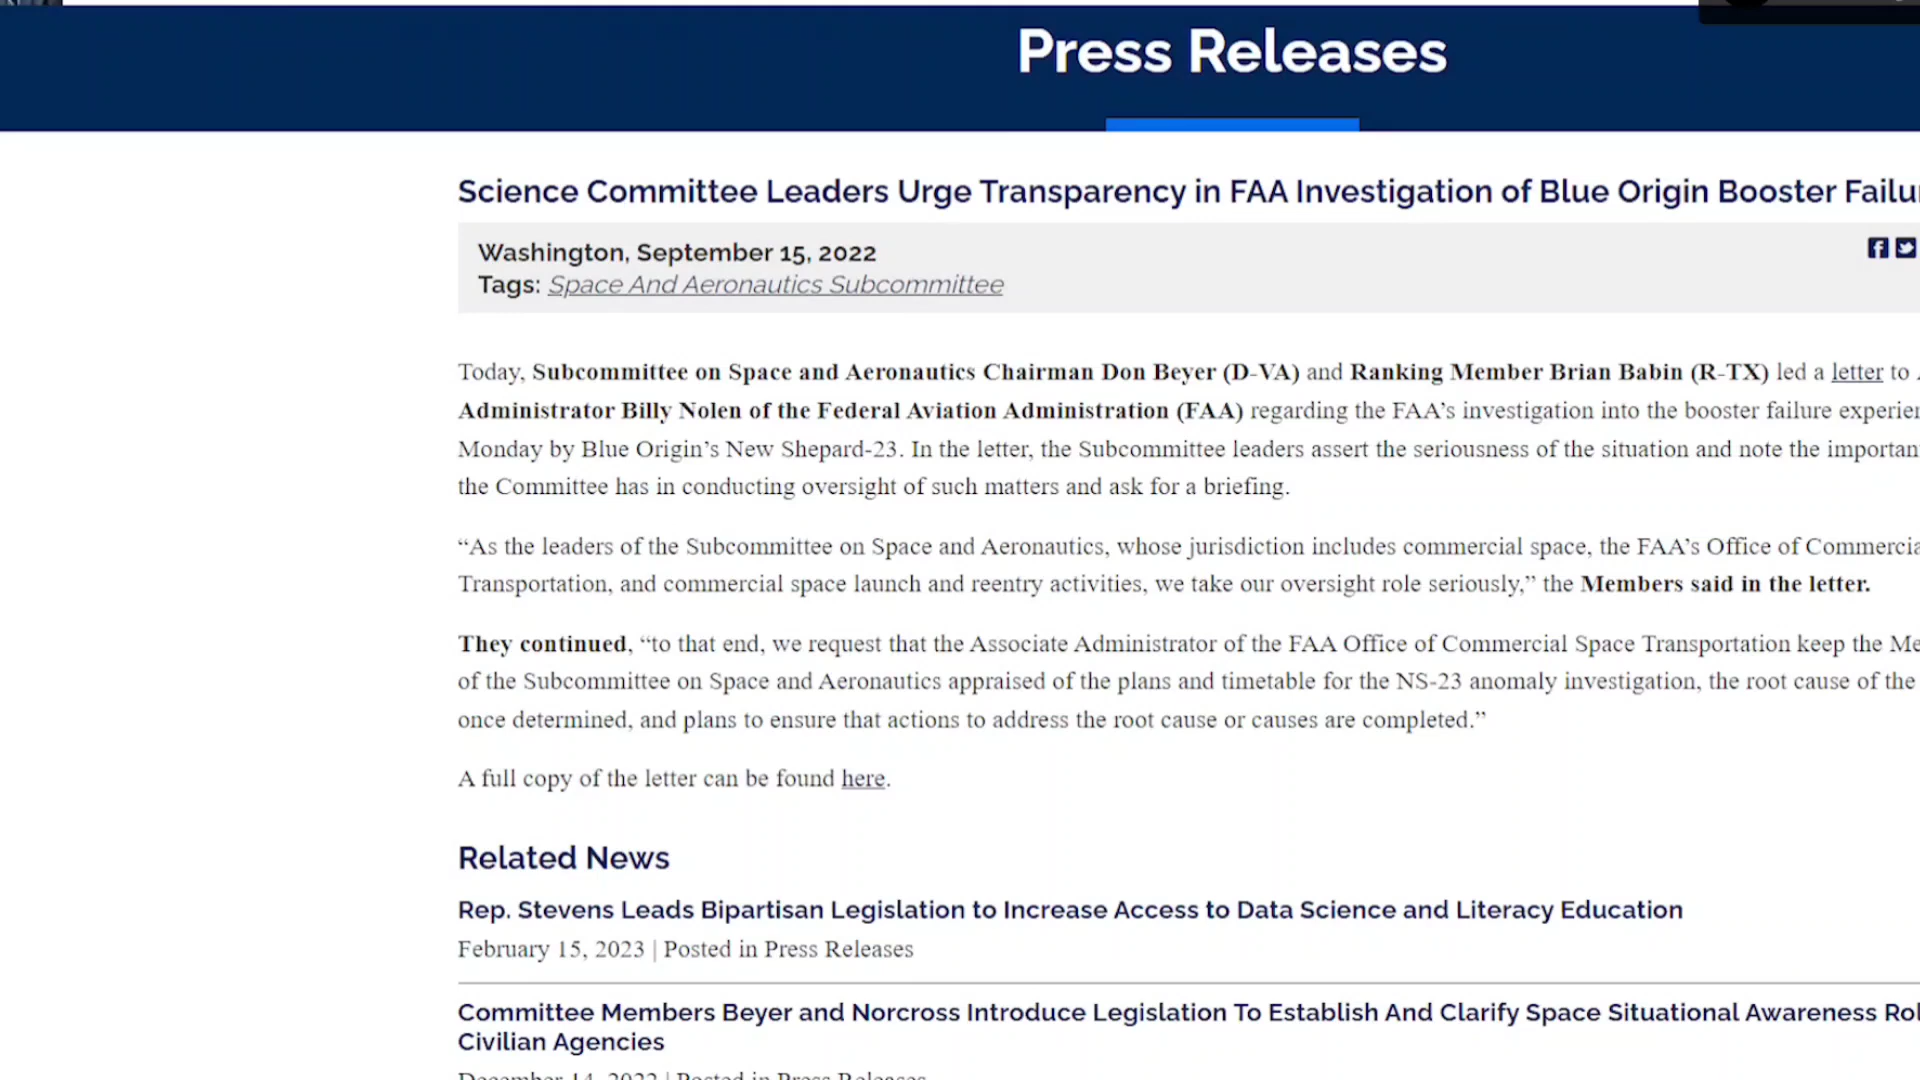 Press Releases
Science Committee Leaders Urge Transparency in FAA Investigation of Blue Origin Booster
Washington, September 15, 2022
Tags: Space And Aeronautics Subcommittee
Today, Subcommittee on Space and Aeronautics Chairman Don Beyer (D-VA) and Ranking Member Brian Babin (R-TX) led a letter to
Administrator Billy Nolen of the Federal Aviation Administration (FAA) regarding the FAA’s investigation into the booster failure
Monday by Blue Origin’s New Shepard-23. In the letter, the Subcommittee leaders assert the seriousness of the situation and note the
the Committee has in conducting oversight of such matters and ask for a briefing.
“As the leaders of the Subcommittee on Space and Aeronautics, whose jurisdiction includes commercial space, the FAA’s Office of
Transportation, and commercial space launch and reentry activities, we take our oversight role seriously,” the Members said in the letter.
They continued, “to that end, we request that the Associate Administrator of the FAA Office of Commercial Space Transportation keep the
of the Subcommittee on Space and Aeronautics appraised of the plans and timetable for the NS-23 anomaly investigation, the root cause of the
once determined, and plans to ensure that actions to address the root cause or causes are completed.”
A full copy of the letter can be found here.
Related News
Rep. Stevens Leads Bipartisan Legislation to Increase Access to Data Science and Literacy Education
February 15, 2023 | Posted in Press Releases
Committee Members Beyer and Norcross Introduce Legislation To Establish And Clarify Space Situational Awareness
Civilian Agencies
December 14, 2022 | Posted in Press Releases